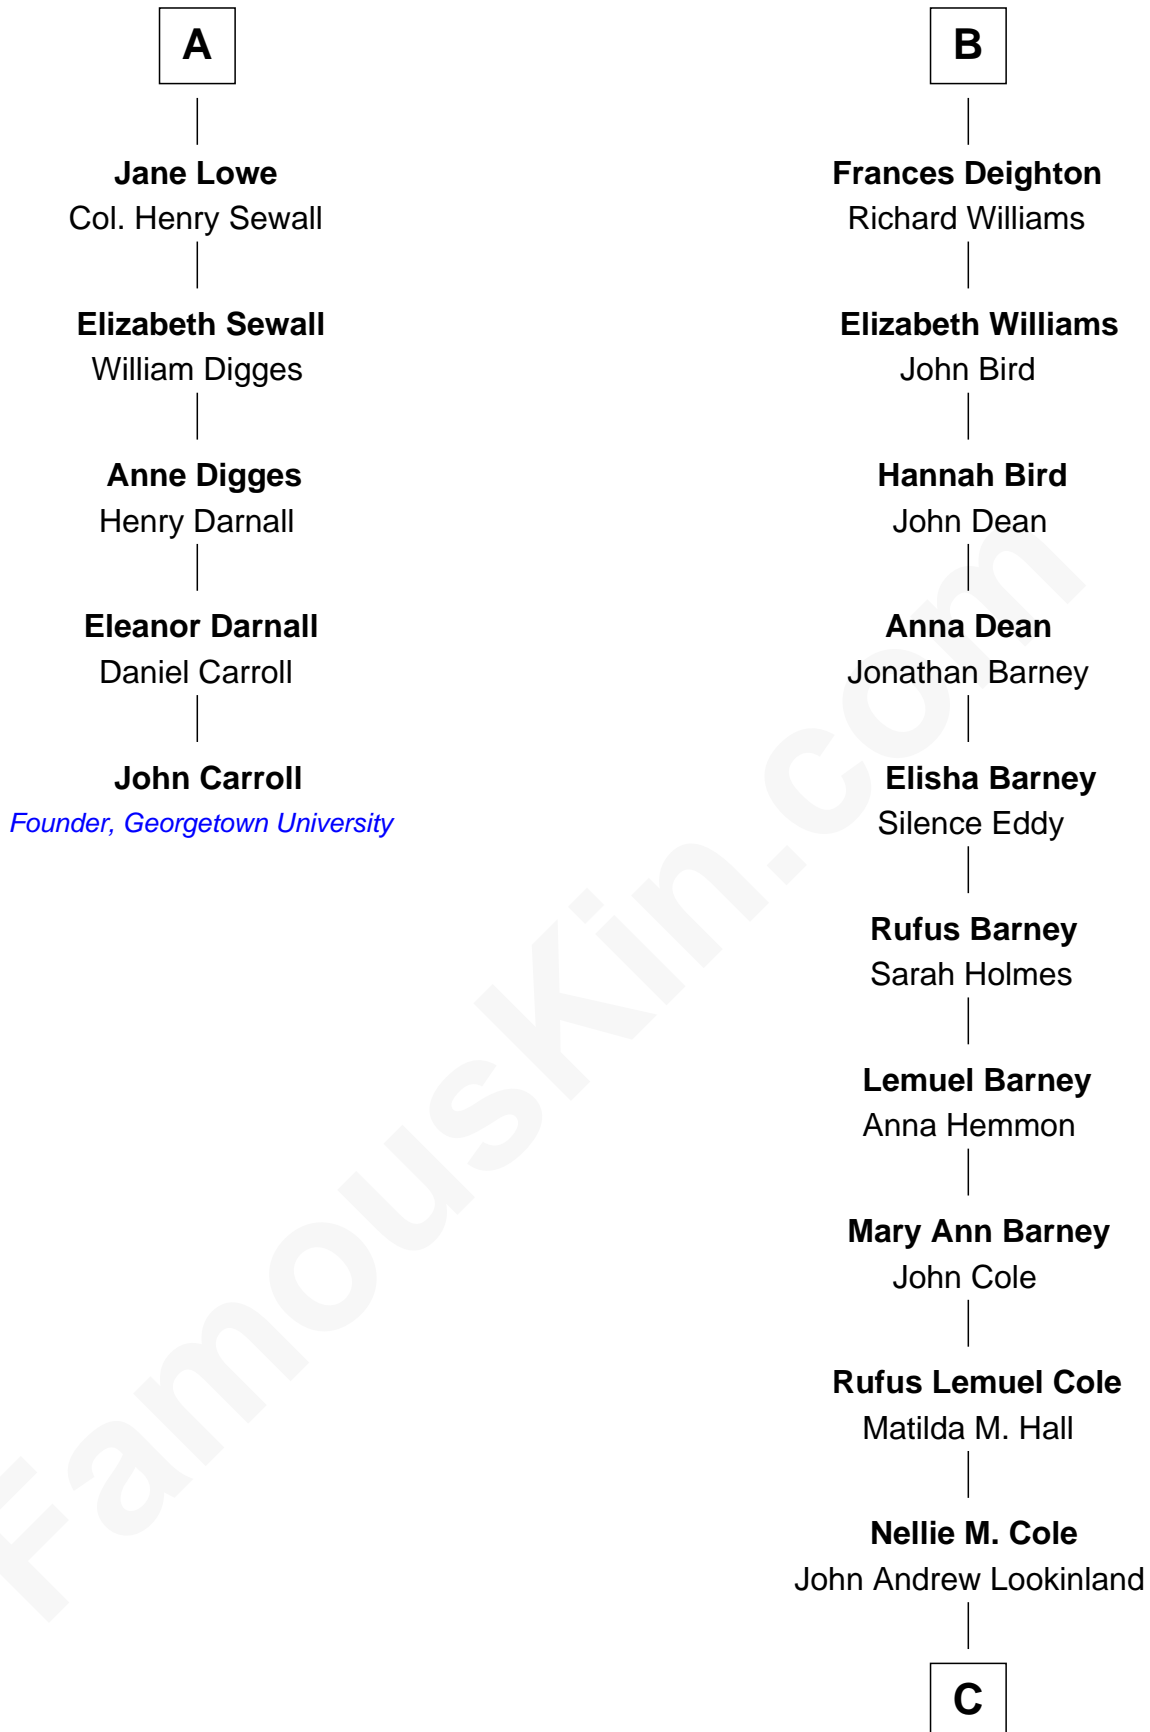 A
Jane Lowe
Col. Henry Sewall
Elizabeth Sewall
William Digges
Anne Digges
Henry Darnall
Eleanor Darnall
Daniel Carroll
John Carroll
Founder, Georgetown University
B
Frances Deighton
Richard Williams
Elizabeth Williams
John Bird
Hannah Bird
John Dean
Anna Dean
Jonathan Barney
Elisha Barney
Silence Eddy
Rufus Barney
Sarah Holmes
Lemuel Barney
Anna Hemmon
Mary Ann Barney
John Cole
Rufus Lemuel Cole
Matilda M. Hall
Nellie M. Cole
John Andrew Lookinland
C
FamousKin.com